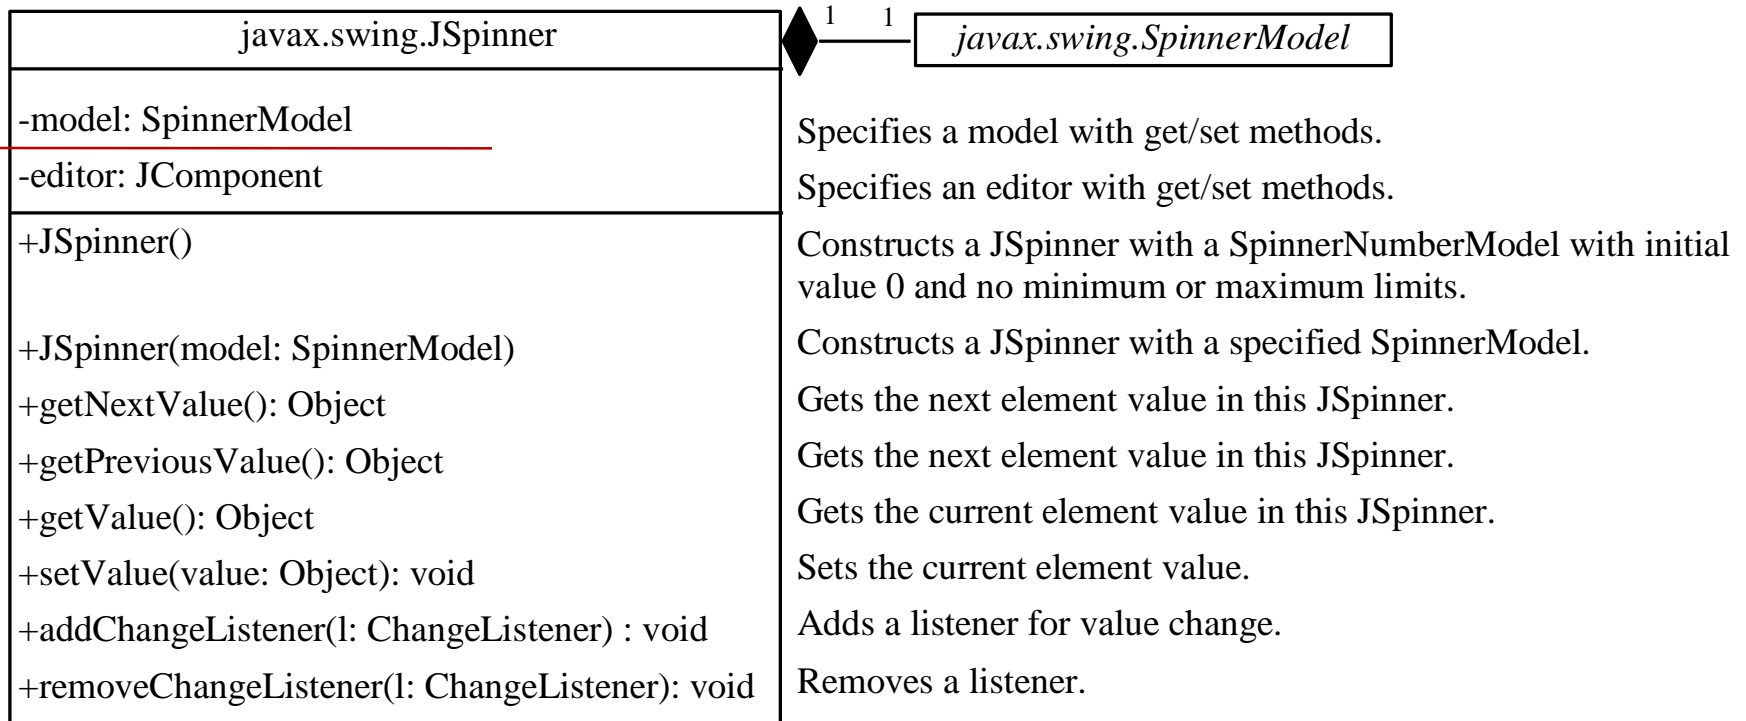 javax.swing.JSpinner
1 1
javax.swing.SpinnerModel
-model: SpinnerModel
Specifies a model with get/set methods.
-editor: JComponent
Specifies an editor with get/set methods.
+JSpinner()
Constructs a JSpinner with a SpinnerNumberModel with initial
value 0 and no minimum or maximum limits.
+JSpinner(model: SpinnerModel)
Constructs a JSpinner with a specified SpinnerModel.
+getNextValue(): Object
Gets the next element value in this JSpinner.
+getPreviousValue(): Object
Gets the next element value in this JSpinner.
+getValue(): Object
Gets the current element value in this JSpinner.
+setValue(value: Object): void
Sets the current element value.
+addChangeListener(l: ChangeListener) : void
Adds a listener for value change.
+removeChangeListener(l: ChangeListener): void
Removes a listener.